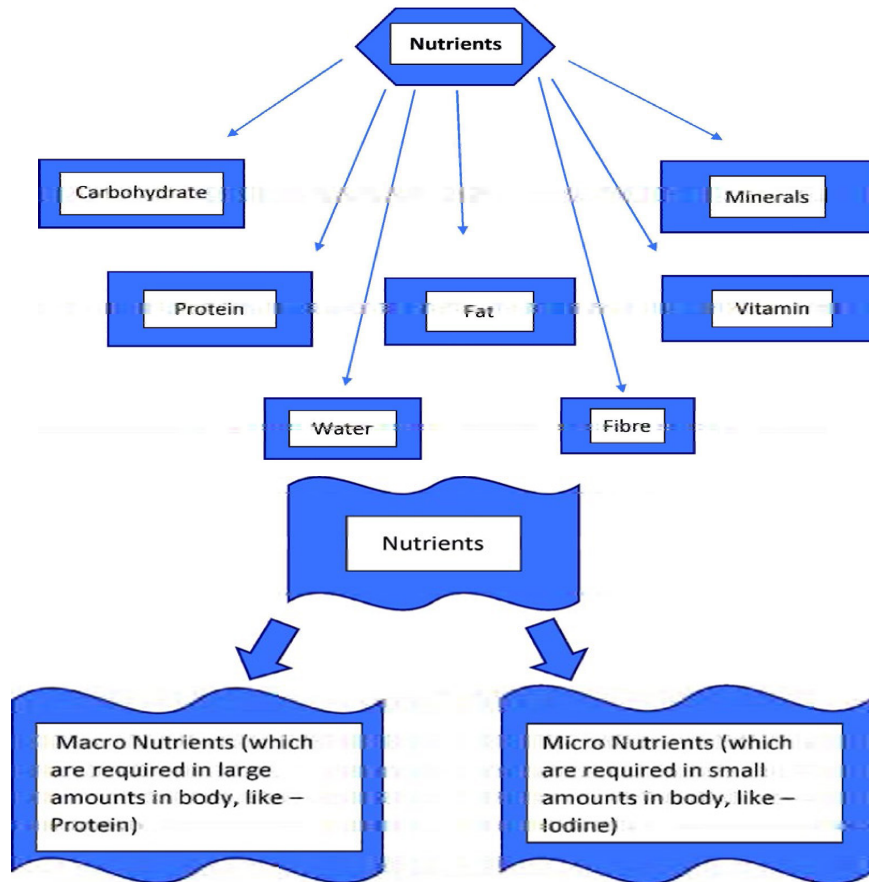 Nutrients
Carbohydrate
Minerals
Protein
Fat
Vitamin
Water
Fibre
Nutrients
Macro Nutrients (which
are required in large
amounts in body, like –
Protein)
Micro Nutrients (which
are required in small
amounts in body, like –
Iodine)